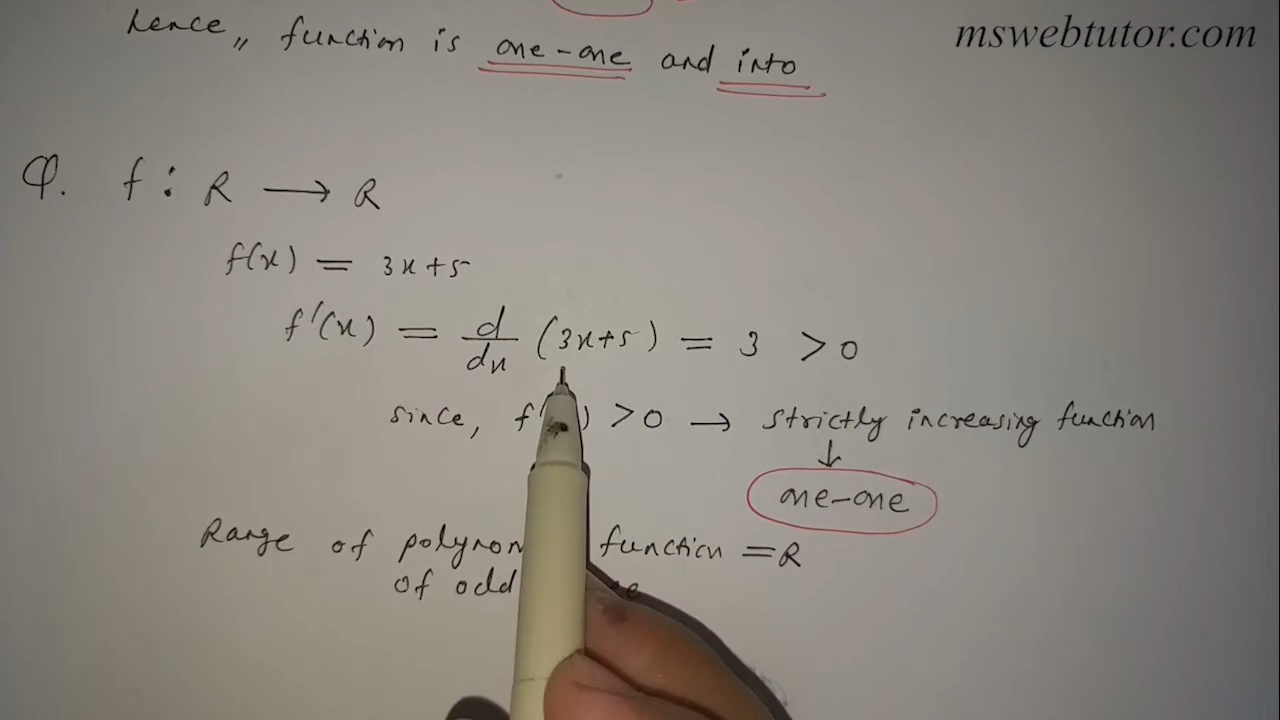 mswebtutor.com
hence,, function is one-one and into
Q. f : R → R
f(x) = 3x+5
f'(x) = d/dx (3x+5) = 3 > 0
since, > 0 → strictly increasing function
↓
one-one
Range of function = R
of odd